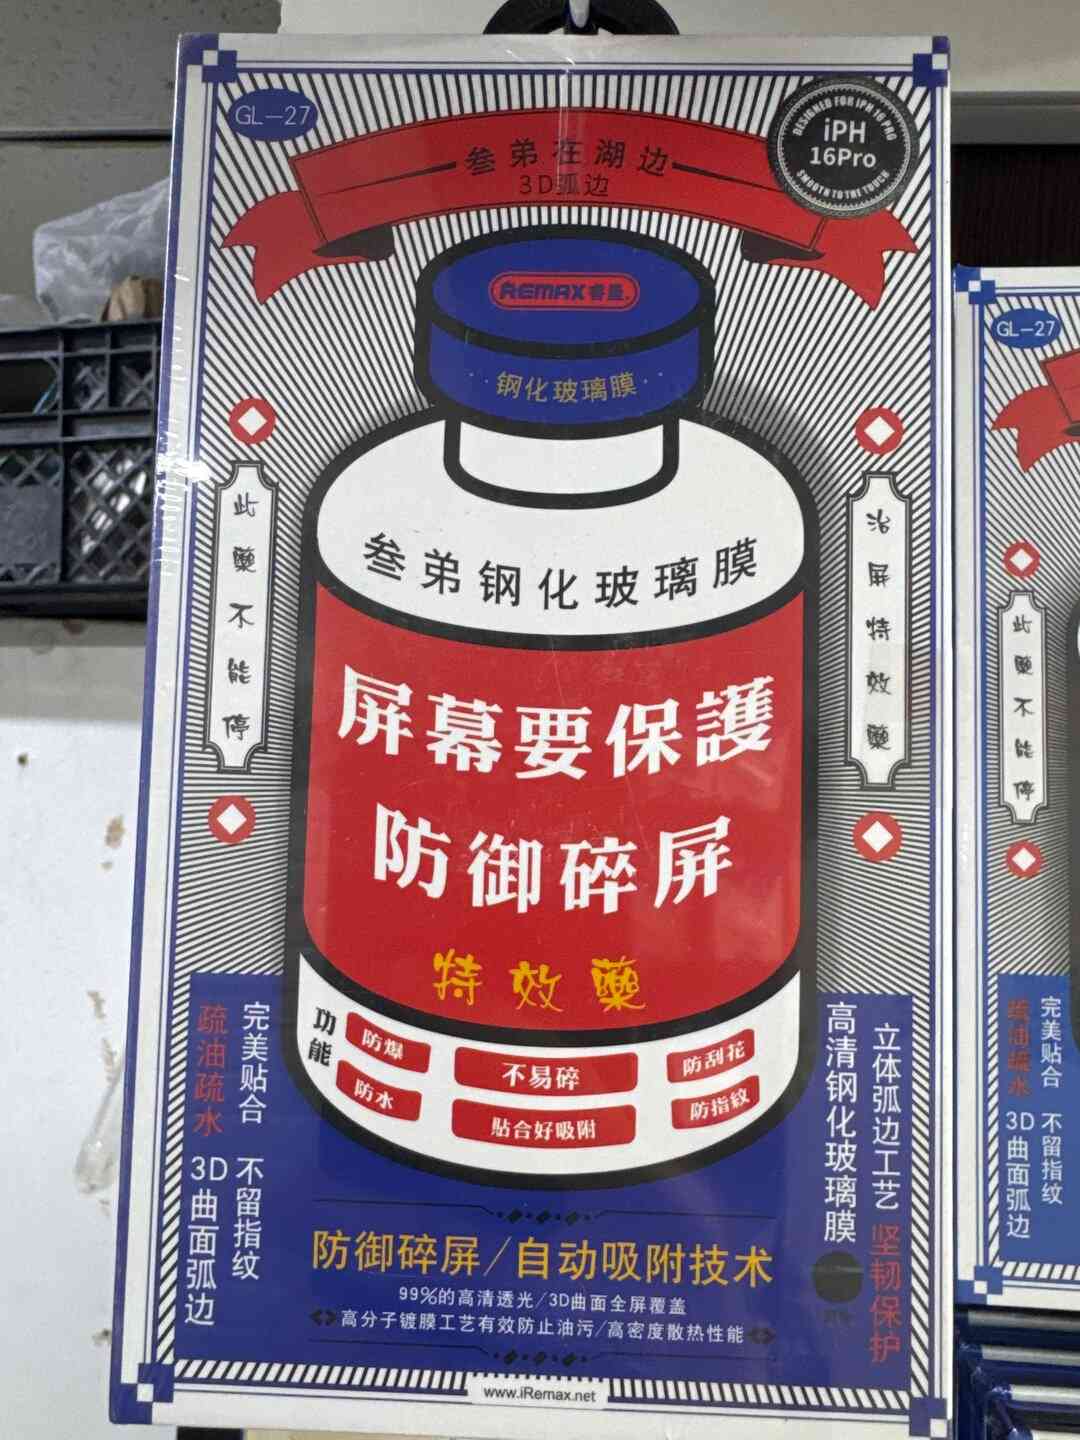 GL-27
DESIGNED FOR IPH 16 PRO
iPH
16Pro
SMOOTH TO THE TOUCH
叁弟在湖边
3D弧边
REMAX睿量
钢化玻璃膜
叁弟钢化玻璃膜
此藥不能停
治屏特效藥
屏幕要保護
防御碎屏
特效藥
功能
防爆
不易碎
防刮花
防水
貼合好吸附
防指紋
完美贴合 不留指纹
疏油疏水 3D曲面弧边
立体弧边工艺 坚韧保护
高清钢化玻璃膜
防御碎屏/自动吸附技术
99%的高清透光/3D曲面全屏覆盖
高分子镀膜工艺有效防止油污/高密度散热性能
www.iRemax.net
GL-27
此藥不能停
完美贴合 不留指纹
疏油疏水 3D曲面弧边